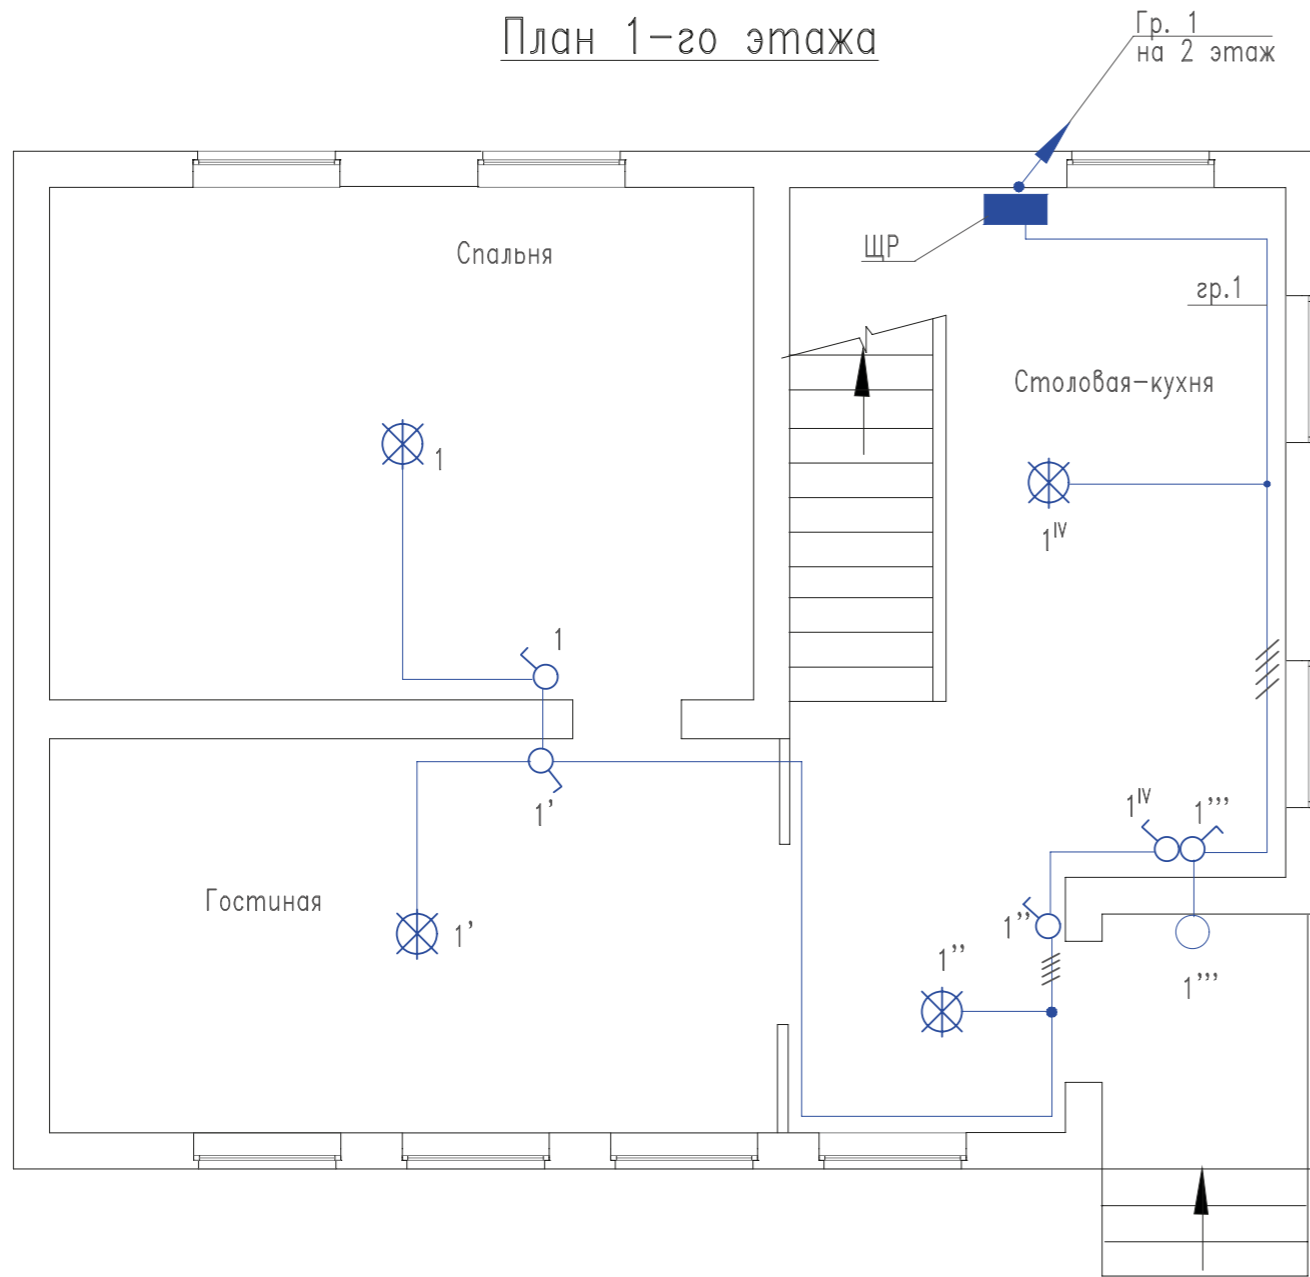 План 1-го этажа
Гр. 1
на 2 этаж
Спальня
ЩР
гр.1
Столовая-кухня
1
1ᴵⱽ
1
1'
1ᴵⱽ
1'''
Гостиная
1'
1''
1''
1'''